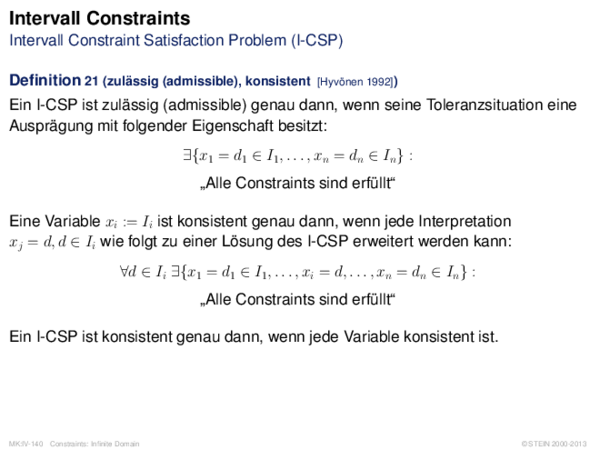 Intervall Constraints
Intervall Constraint Satisfaction Problem (I-CSP)
Definition 21 (zulässig (admissible), konsistent [Hyvönen 1992])
Ein I-CSP ist zulässig (admissible) genau dann, wenn seine Toleranzsituation eine
Ausprägung mit folgender Eigenschaft besitzt:
∃{x₁ = d₁ ∈ I₁, . . . , xₙ = dₙ ∈ Iₙ} :
„Alle Constraints sind erfüllt“
Eine Variable xᵢ := Iᵢ ist konsistent genau dann, wenn jede Interpretation
xⱼ = d, d ∈ Iᵢ wie folgt zu einer Lösung des I-CSP erweitert werden kann:
∀d ∈ Iᵢ ∃{x₁ = d₁ ∈ I₁, . . . , xᵢ = d, . . . , xₙ = dₙ ∈ Iₙ} :
„Alle Constraints sind erfüllt“
Ein I-CSP ist konsistent genau dann, wenn jede Variable konsistent ist.
MK:IV-140 Constraints: Infinite Domain
© STEIN 2000-2013